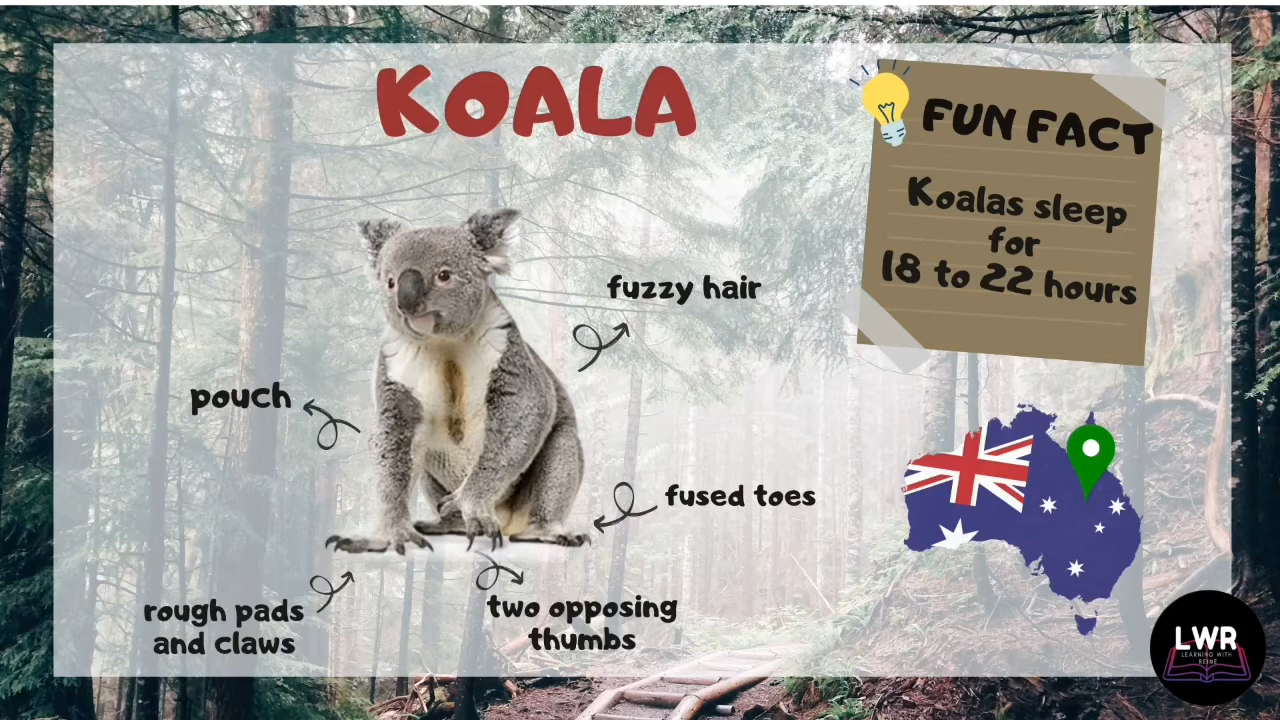 KOALA
FUN FACT
Koalas sleep
for
18 to 22 hours
fuzzy hair
pouch
fused toes
rough pads
and claws
two opposing
thumbs
LWR
LEARNING WITH
REINE